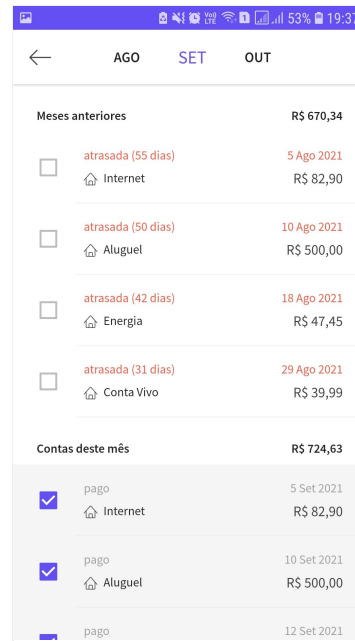 53% 19:37
AGO SET OUT
Meses anteriores R$ 670,34
atrasada (55 dias) 5 Ago 2021
Internet R$ 82,90
atrasada (50 dias) 10 Ago 2021
Aluguel R$ 500,00
atrasada (42 dias) 18 Ago 2021
Energia R$ 47,45
atrasada (31 dias) 29 Ago 2021
Conta Vivo R$ 39,99
Contas deste mês R$ 724,63
pago 5 Set 2021
Internet R$ 82,90
pago 10 Set 2021
Aluguel R$ 500,00
pago 12 Set 2021